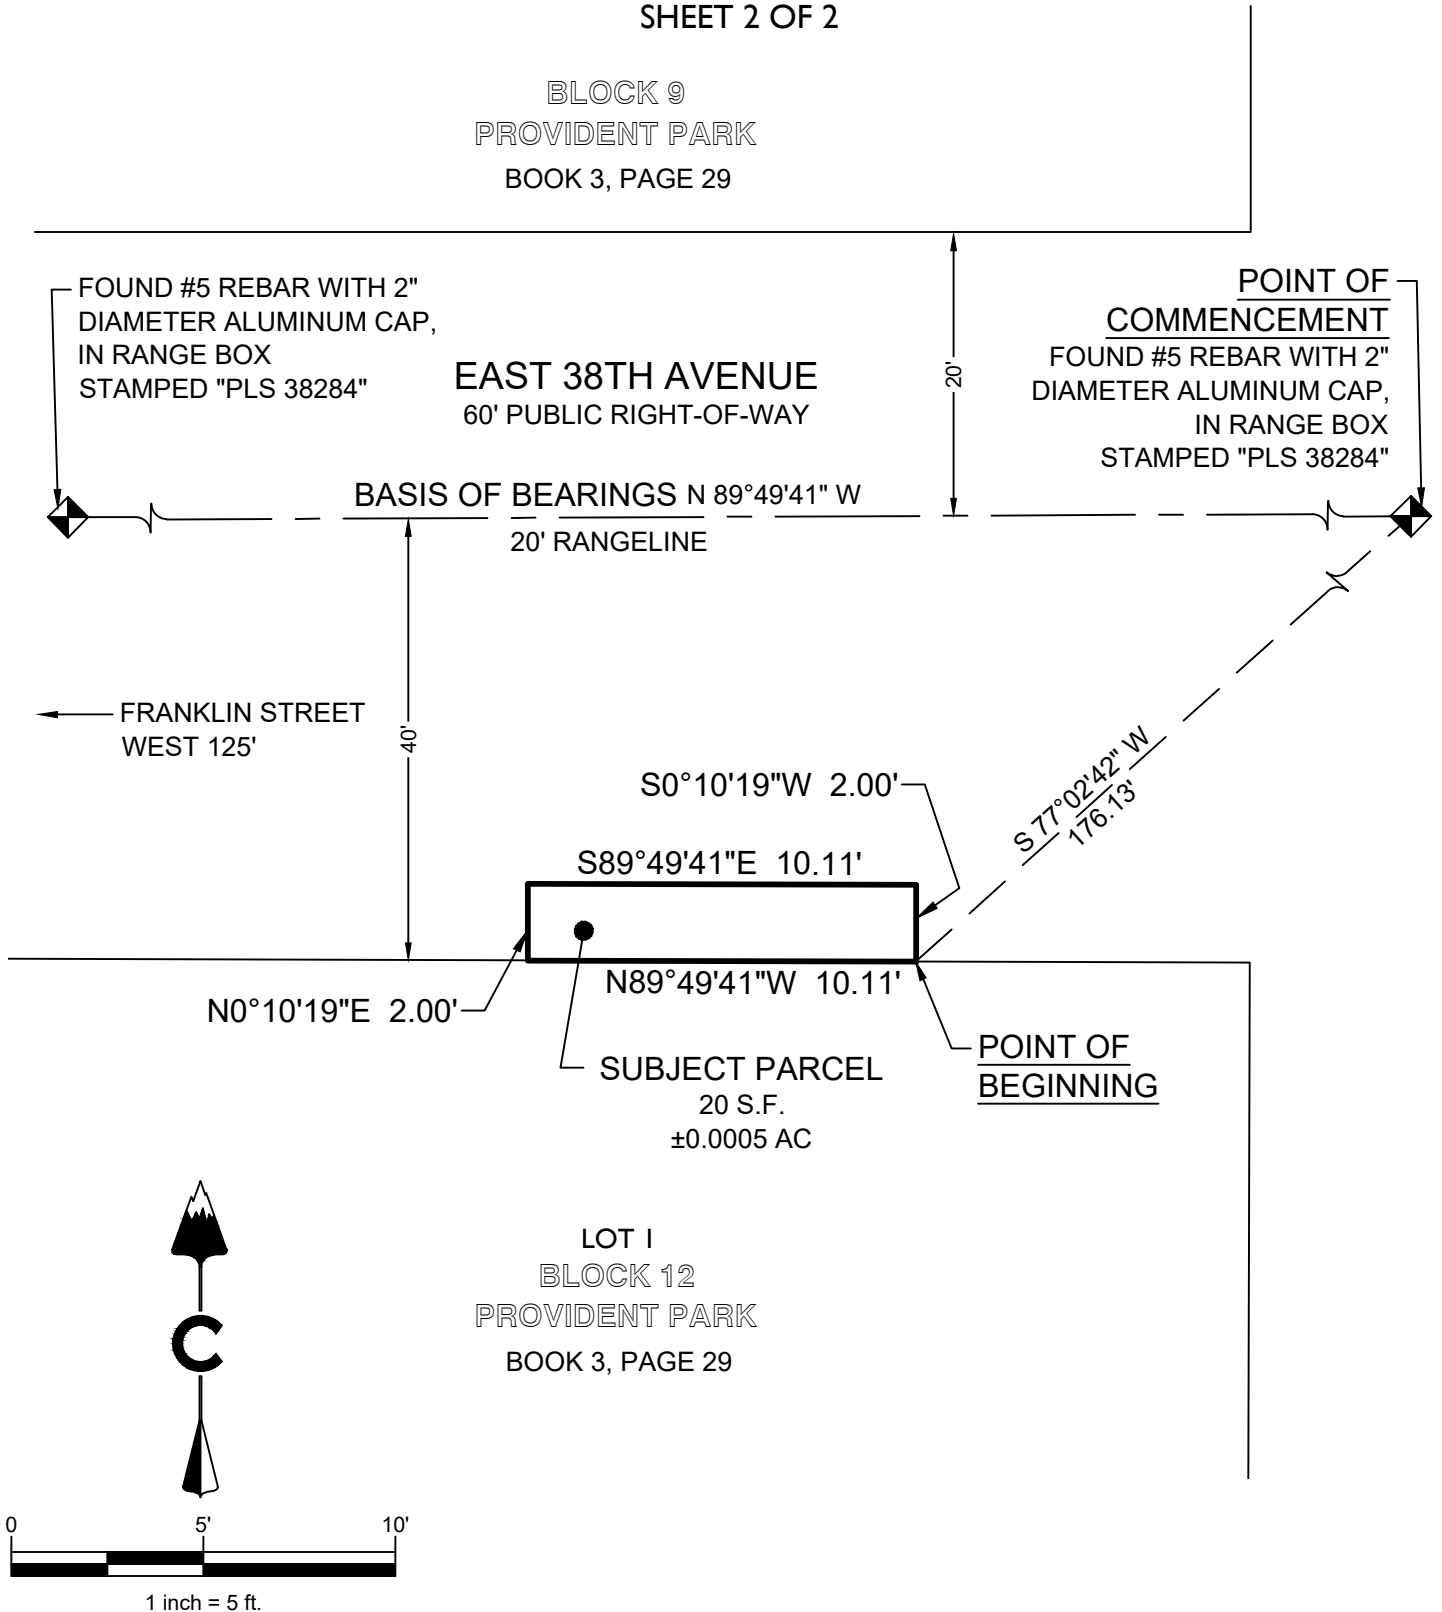 SHEET 2 OF 2
BLOCK 9
PROVIDENT PARK
BOOK 3, PAGE 29
FOUND #5 REBAR WITH 2"
DIAMETER ALUMINUM CAP,
IN RANGE BOX
STAMPED "PLS 38284"
EAST 38TH AVENUE
60' PUBLIC RIGHT-OF-WAY
20'
POINT OF
COMMENCEMENT
FOUND #5 REBAR WITH 2"
DIAMETER ALUMINUM CAP,
IN RANGE BOX
STAMPED "PLS 38284"
BASIS OF BEARINGS N 89°49'41" W
20' RANGELINE
FRANKLIN STREET
WEST 125'
40'
S 77°02'42" W
176.13'
S0°10'19"W 2.00'
S89°49'41"E 10.11'
N89°49'41"W 10.11'
N0°10'19"E 2.00'
SUBJECT PARCEL
20 S.F.
±0.0005 AC
POINT OF
BEGINNING
LOT 1
BLOCK 12
PROVIDENT PARK
BOOK 3, PAGE 29
C
0 5' 10'
1 inch = 5 ft.